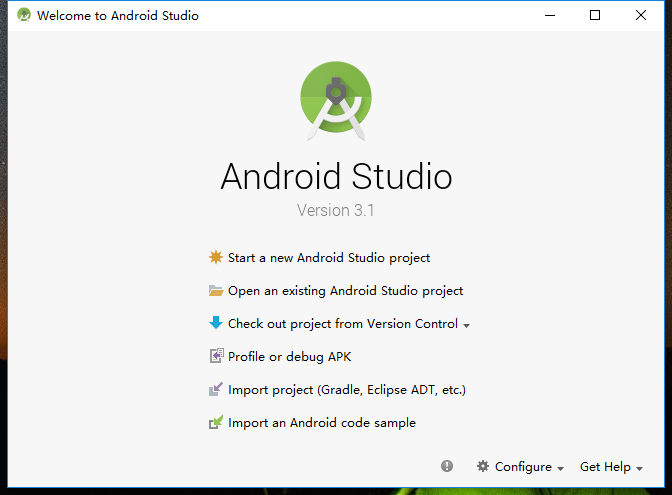 Welcome to Android Studio
Android Studio
Version 3.1
Start a new Android Studio project
Open an existing Android Studio project
Check out project from Version Control
Profile or debug APK
Import project (Gradle, Eclipse ADT, etc.)
Import an Android code sample
Configure Get Help